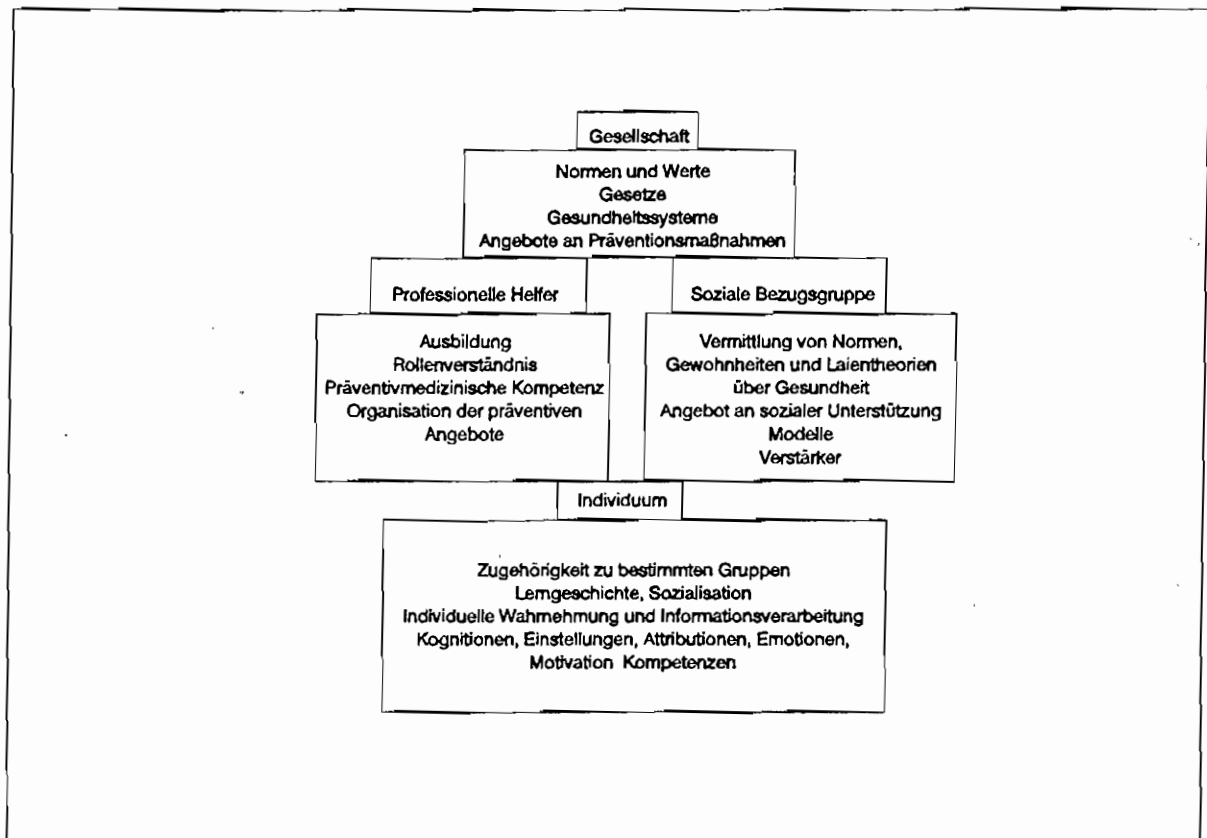 Gesellschaft
Normen und Werte
Gesetze
Gesundheitssysteme
Angebote an Präventionsmaßnahmen
Professionelle Helfer
Ausbildung
Rollenverständnis
Präventivmedizinische Kompetenz
Organisation der präventiven
Angebote
Soziale Bezugsgruppe
Vermittlung von Normen,
Gewohnheiten und Laientheorien
über Gesundheit
Angebot an sozialer Unterstützung
Modelle
Verstärker
Individuum
Zugehörigkeit zu bestimmten Gruppen
Lerngeschichte, Sozialisation
Individuelle Wahrnehmung und Informationsverarbeitung
Kognitionen, Einstellungen, Attributionen, Emotionen,
Motivation Kompetenzen